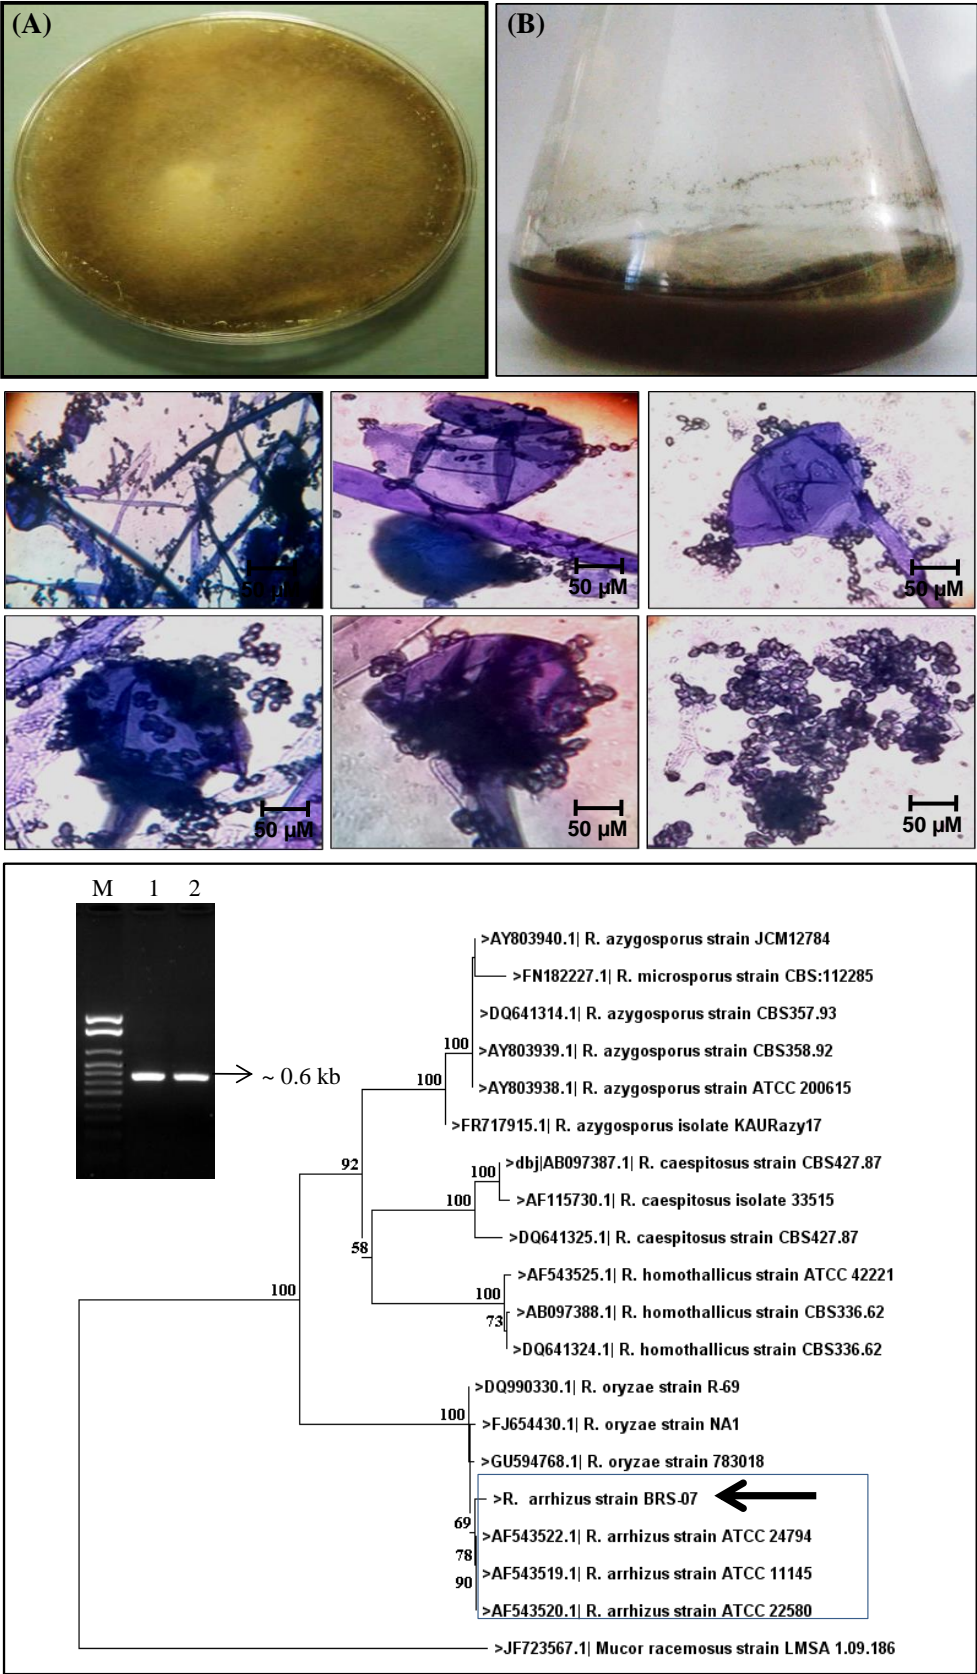 (A)
(B)
50 µM
50 µM
50 µM
50 µM
50 µM
50 µM
M 1 2
~ 0.6 kb
>AY803940.1| R. azygosporus strain JCM12784
>FN182227.1| R. microsporus strain CBS:112285
>DQ641314.1| R. azygosporus strain CBS357.93
100
>AY803939.1| R. azygosporus strain CBS358.92
100
>AY803938.1| R. azygosporus strain ATCC 200615
>FR717915.1| R. azygosporus isolate KAURazy17
92
>dbj|AB097387.1| R. caespitosus strain CBS427.87
100
100
>AF115730.1| R. caespitosus isolate 33515
>DQ641325.1| R. caespitosus strain CBS427.87
58
>AF543525.1| R. homothallicus strain ATCC 42221
100
100
>AB097388.1| R. homothallicus strain CBS336.62
73
>DQ641324.1| R. homothallicus strain CBS336.62
>DQ990330.1| R. oryzae strain R-69
100
>FJ654430.1| R. oryzae strain NA1
>GU594768.1| R. oryzae strain 783018
>R. arrhizus strain BRS-07
69
>AF543522.1| R. arrhizus strain ATCC 24794
78
>AF543519.1| R. arrhizus strain ATCC 11145
90
>AF543520.1| R. arrhizus strain ATCC 22580
>JF723567.1| Mucor racemosus strain LMSA 1.09.186